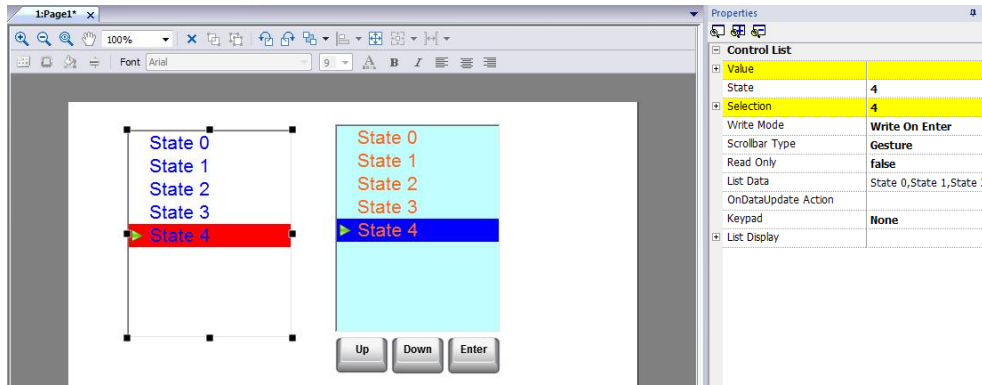 1:Page1*
Properties
100%
Font Arial 9 A B I
Control List
Value
State 4
Selection 4
Write Mode Write On Enter
Scrollbar Type Gesture
Read Only false
List Data State 0,State 1,State
OnDataUpdate Action
Keypad None
List Display
State 0
State 1
State 2
State 3
State 4
State 0
State 1
State 2
State 3
State 4
Up Down Enter